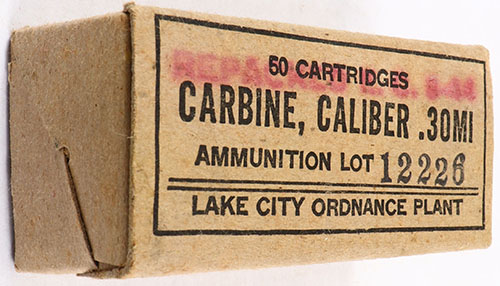 50 CARTRIDGES
CARBINE, CALIBER .30M1
AMMUNITION LOT 12226
LAKE CITY ORDNANCE PLANT